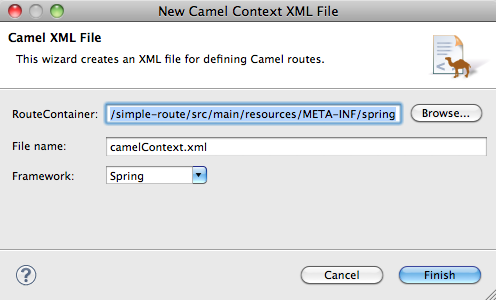 New Camel Context XML File
Camel XML File
This wizard creates an XML file for defining Camel routes.
RouteContainer: /simple-route/src/main/resources/META-INF/spring Browse...
File name: camelContext.xml
Framework: Spring
? Cancel Finish